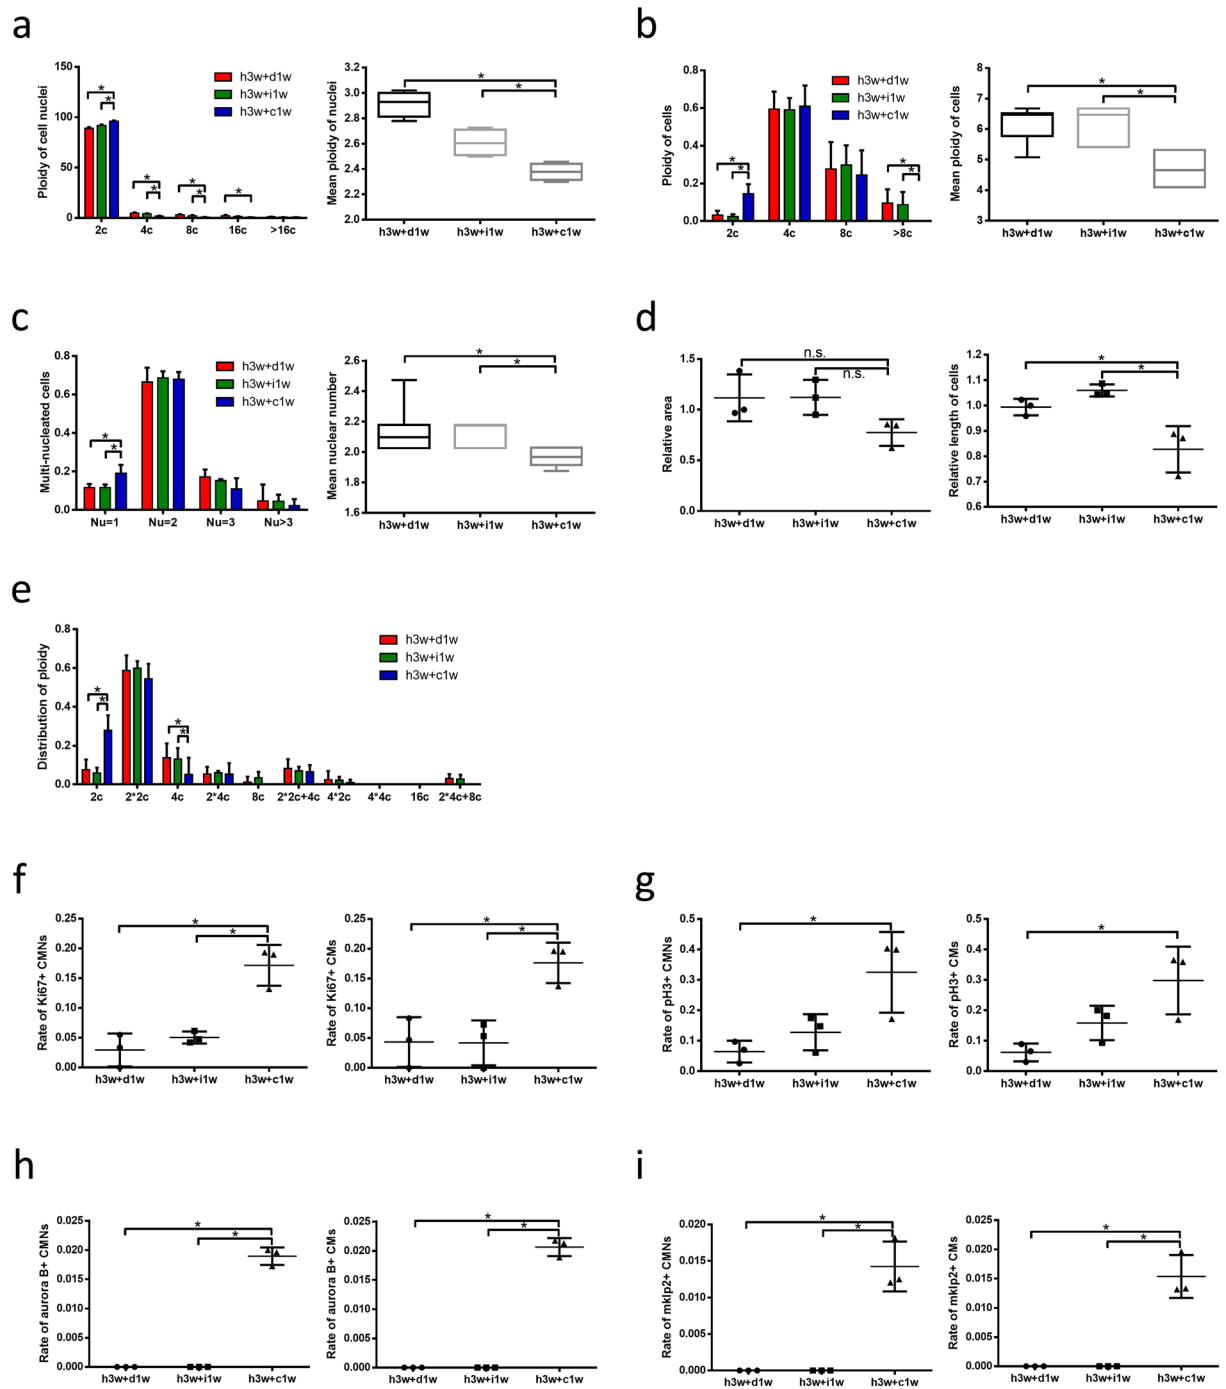 a
Ploidy of cell nuclei
150
100
50
0
2c 4c 8c 16c >16c
h3w+d1w
h3w+i1w
h3w+c1w
* * * * * * *
Mean ploidy of nuclei
3.2
3.0
2.8
2.6
2.4
2.2
2.0
h3w+d1w h3w+i1w h3w+c1w
* *
b
Ploidy of cells
0.8
0.6
0.4
0.2
0.0
2c 4c 8c >8c
h3w+d1w
h3w+i1w
h3w+c1w
* * * *
Mean ploidy of cells
8
7
6
5
4
3
h3w+d1w h3w+i1w h3w+c1w
* *
c
Multi-nucleated cells
0.8
0.6
0.4
0.2
0.0
Nu=1 Nu=2 Nu=3 Nu>3
h3w+d1w
h3w+i1w
h3w+c1w
* *
Mean nuclear number
2.6
2.4
2.2
2.0
1.8
1.6
h3w+d1w h3w+i1w h3w+c1w
* *
d
Relative area
1.5
1.0
0.5
0.0
h3w+d1w h3w+i1w h3w+c1w
n.s.
n.s.
Relative length of cells
1.2
1.1
1.0
0.9
0.8
0.7
0.6
h3w+d1w h3w+i1w h3w+c1w
* *
e
Distribution of ploidy
0.8
0.6
0.4
0.2
0.0
2c 2*2c 4c 2*4c 8c 2*2c+4c 4*2c 4*4c 16c 2*4c+8c
h3w+d1w
h3w+i1w
h3w+c1w
* * * *
f
Rate of Ki67+ CMNs
0.25
0.20
0.15
0.10
0.05
0.00
h3w+d1w h3w+i1w h3w+c1w
* *
Rate of Ki67+ CMs
0.25
0.20
0.15
0.10
0.05
0.00
h3w+d1w h3w+i1w h3w+c1w
* *
g
Rate of pH3+ CMNs
0.5
0.4
0.3
0.2
0.1
0.0
h3w+d1w h3w+i1w h3w+c1w
*
Rate of pH3+ CMs
0.5
0.4
0.3
0.2
0.1
0.0
h3w+d1w h3w+i1w h3w+c1w
*
h
Rate of aurora B+ CMNs
0.025
0.020
0.015
0.010
0.005
0.000
h3w+d1w h3w+i1w h3w+c1w
* *
Rate of aurora B+ CMs
0.025
0.020
0.015
0.010
0.005
0.000
h3w+d1w h3w+i1w h3w+c1w
* *
i
Rate of mklp2+ CMNs
0.020
0.015
0.010
0.005
0.000
h3w+d1w h3w+i1w h3w+c1w
* *
Rate of mklp2+ CMs
0.025
0.020
0.015
0.010
0.005
0.000
h3w+d1w h3w+i1w h3w+c1w
* *